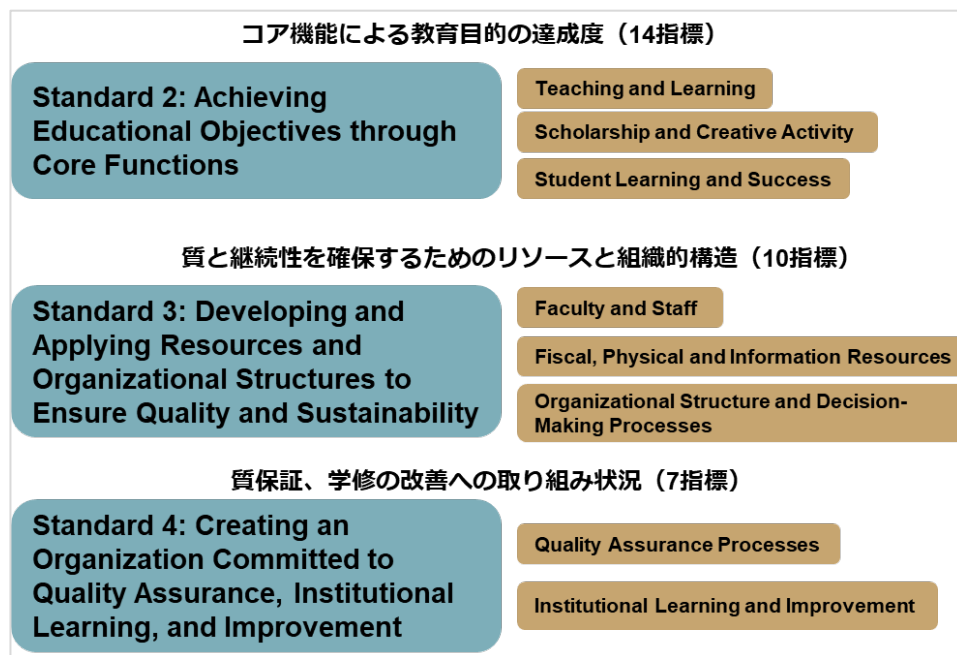 コア機能による教育目的の達成度（14指標）
Standard 2: Achieving
Educational Objectives through
Core Functions
Teaching and Learning
Scholarship and Creative Activity
Student Learning and Success
質と継続性を確保するためのリソースと組織的構造（10指標）
Standard 3: Developing and
Applying Resources and
Organizational Structures to
Ensure Quality and Sustainability
Faculty and Staff
Fiscal, Physical and Information Resources
Organizational Structure and Decision-
Making Processes
質保証、学修の改善への取り組み状況（7指標）
Standard 4: Creating an
Organization Committed to
Quality Assurance, Institutional
Learning, and Improvement
Quality Assurance Processes
Institutional Learning and Improvement